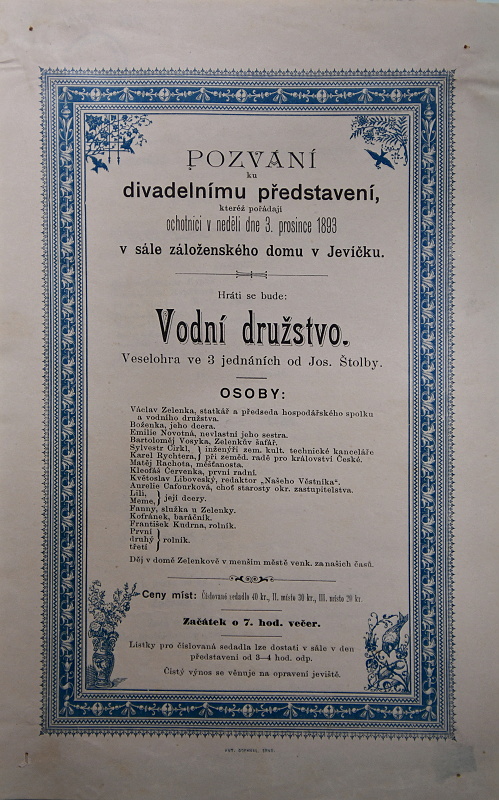 POZVÁNÍ
ku
divadelnímu představení,
kteréž pořádají
ochotníci v neděli dne 3. prosince 1893
v sále záloženského domu v Jevíčku.
Hráti se bude:
Vodní družstvo.
Veselohra ve 3 jednáních od Jos. Štolby.
OSOBY:
Václav Zelenka, statkář a předseda hospodářského spolku
a vodního družstva.
Boženka, jeho dcera.
Emilie Novotná, nevlastní jeho sestra.
Bartoloměj Vosyka, Zelenkův šafář.
Sylvestr Cirkl, } inženýři zem. kult. technické kanceláře
Karel Rychtera, } při zeměd. radě pro království České.
Matěj Rachota, měšťanosta.
Kleofáš Červenka, první radní.
Květoslav Liboveský, redaktor „Našeho Věstníka“.
Aurelie Cafourková, choť starosty okr. zastupitelstva.
Lili, }
Meme, } její dcery.
Fanny, služka u Zelenky.
Kofránek, baráčník.
František Kudrna, rolník.
První }
druhý } rolník.
třetí }
Děj v domě Zelenkově v menším městě venk. za našich časů.
Ceny míst: Číslované sedadlo 40 kr., II. místo 30 kr., III. místo 20 kr.
Začátek o 7. hod. večer.
Lístky pro číslovaná sedadla lze dostati v sále v den
představení od 3—4 hod. odp.
Čistý výnos se věnuje na opravení jeviště.